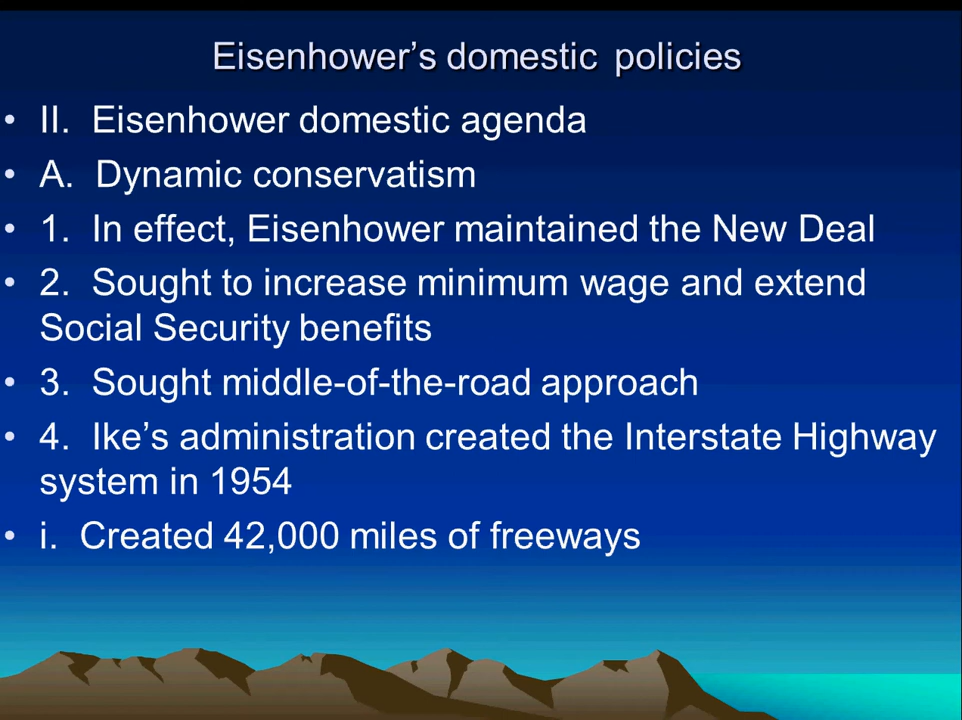 Eisenhower’s domestic policies
• II. Eisenhower domestic agenda
• A. Dynamic conservatism
• 1. In effect, Eisenhower maintained the New Deal
• 2. Sought to increase minimum wage and extend
Social Security benefits
• 3. Sought middle-of-the-road approach
• 4. Ike’s administration created the Interstate Highway
system in 1954
• i. Created 42,000 miles of freeways